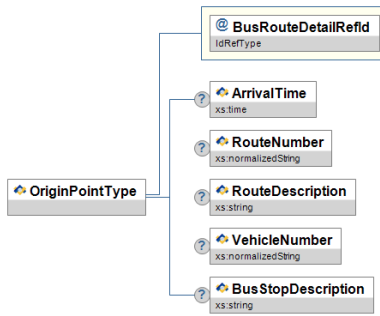 @ BusRouteDetailRefId
IdRefType
? ArrivalTime
xs:time
? RouteNumber
xs:normalizedString
OriginPointType
? RouteDescription
xs:string
? VehicleNumber
xs:normalizedString
? BusStopDescription
xs:string